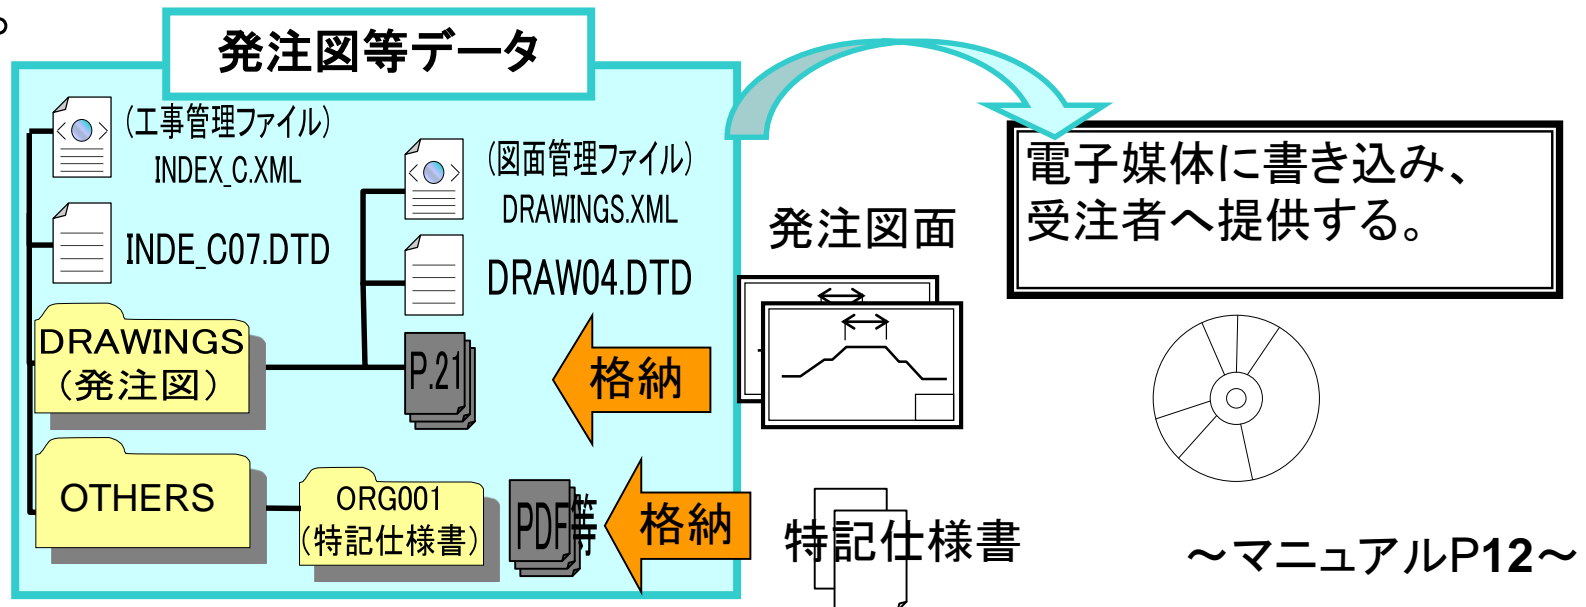 。
発注図等データ
(工事管理ファイル)
INDEX_C.XML
INDE_C07.DTD
(図面管理ファイル)
DRAWINGS.XML
DRAW04.DTD
DRAWINGS
(発注図)
P.21
格納
発注図面
OTHERS
ORG001
(特記仕様書)
PDF等
格納
特記仕様書
電子媒体に書き込み、
受注者へ提供する。
～マニュアルP12～